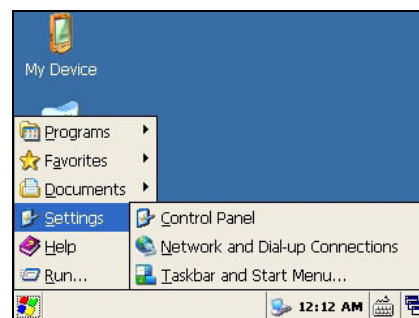 My Device
Programs
Favorites
Documents
Settings
Help
Run...
Control Panel
Network and Dial-up Connections
Taskbar and Start Menu...
12:12 AM